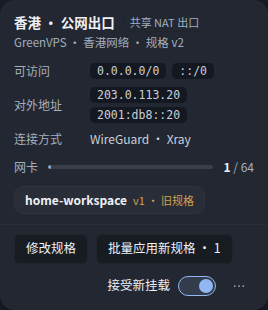 香港 • 公网出口 共享 NAT 出口
GreenVPS • 香港网络 • 规格 v2
可访问 0.0.0.0/0 ::/0
对外地址 203.0.113.20
2001:db8::20
连接方式 WireGuard • Xray
网卡 1 / 64
home-workspace v1 • 旧规格
修改规格 批量应用新规格 • 1
接受新挂载 ···